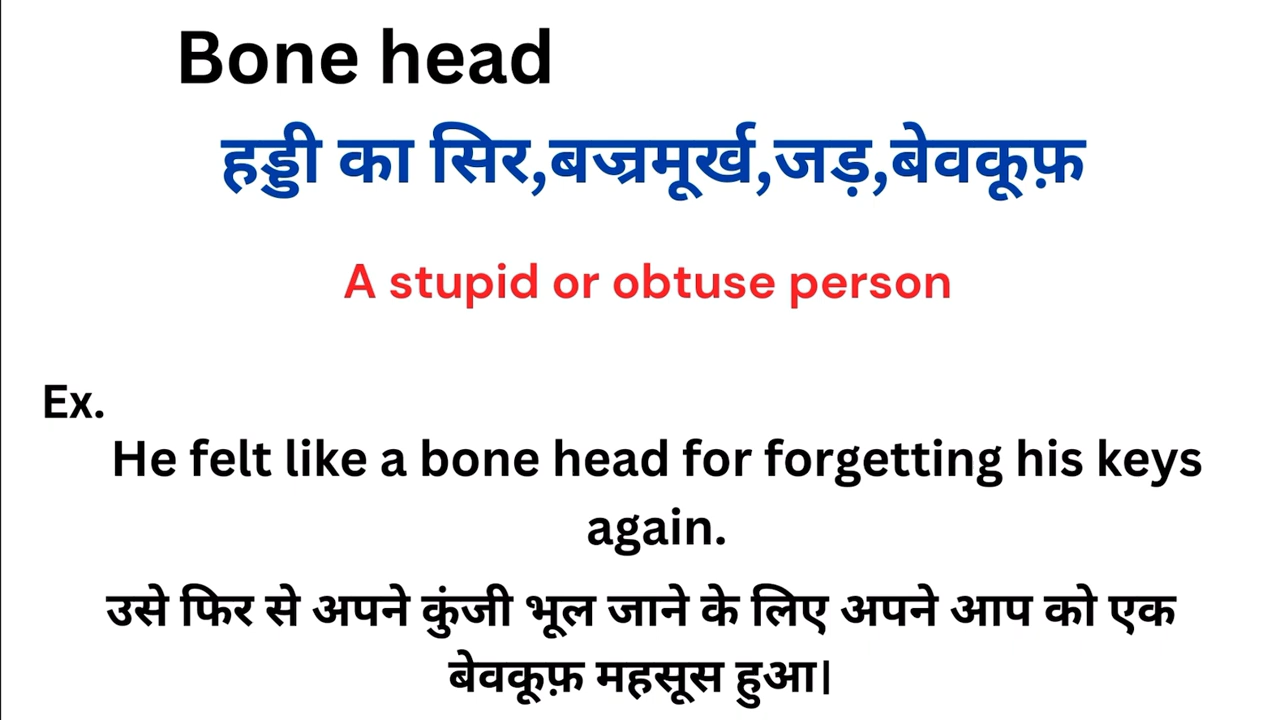 Bone head
हड्डी का सिर,बज्रमूर्ख,जड़,बेवकूफ़
A stupid or obtuse person
Ex.
He felt like a bone head for forgetting his keys
again.
उसे फिर से अपने कुंजी भूल जाने के लिए अपने आप को एक
बेवकूफ़ महसूस हुआ।